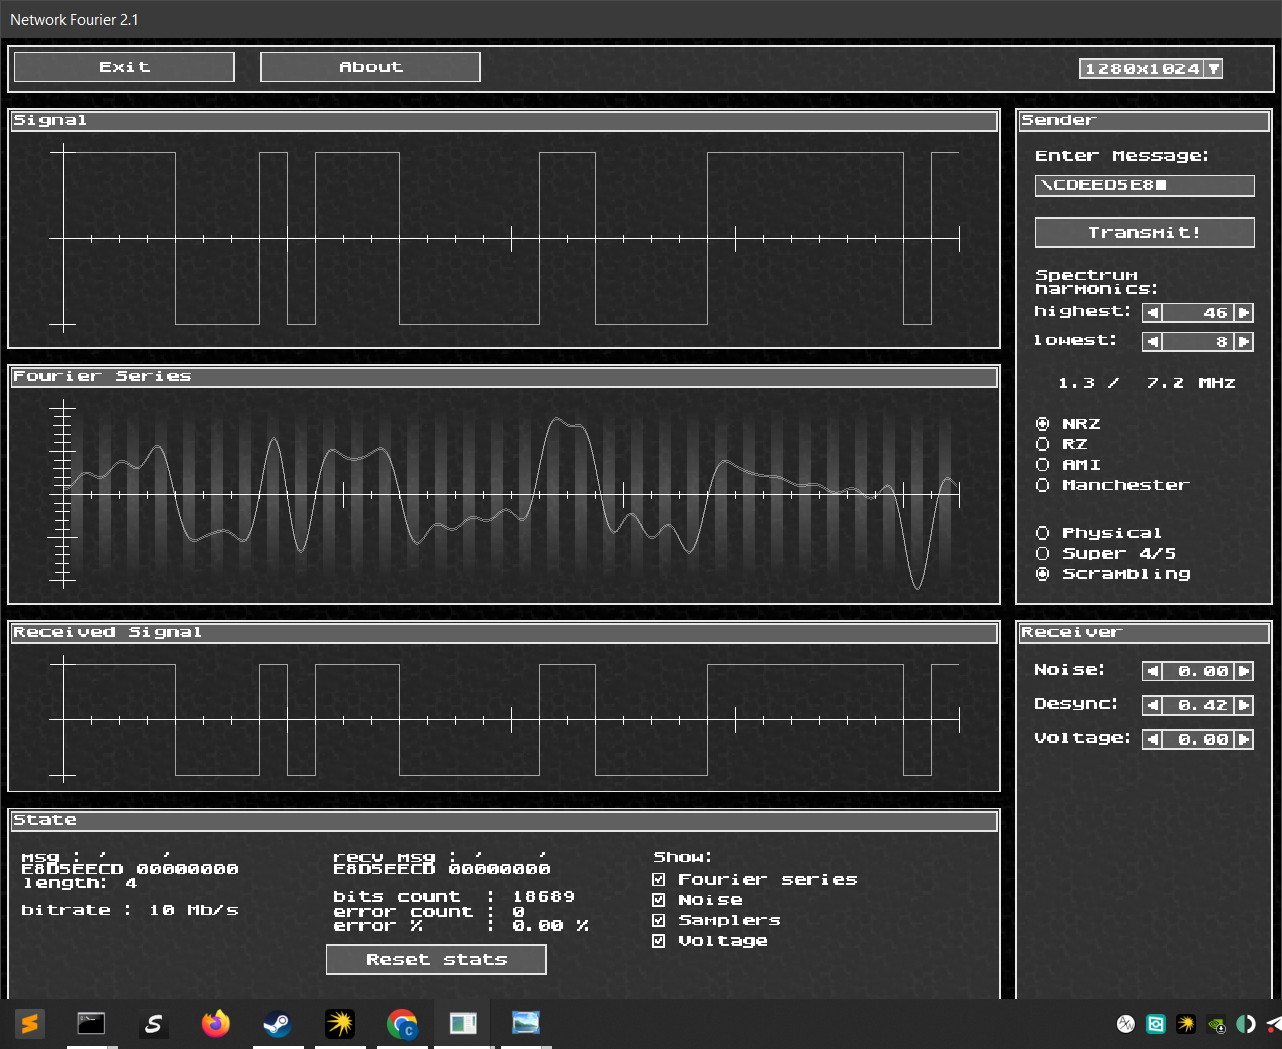 Network Fourier 2.1
Exit
About
1280x1024
Signal
Fourier Series
Received Signal
State
msg : ' '
E8D5EECD 00000000
length: 4
bitrate : 10 Mb/s
recv msg : ' '
E8D5EECD 00000000
bits count : 18689
error count : 0
error % : 0.00 %
Reset stats
Show:
Fourier series
Noise
Samplers
Voltage
Sender
Enter Message:
\CDEED5E8
Transmit!
Spectrum
harmonics:
highest: 46
lowest: 8
1.3 / 7.2 MHz
NRZ
RZ
AMI
Manchester
Physical
Super 4/5
Scrambling
Receiver
Noise: 0.00
Desync: 0.42
Voltage: 0.00